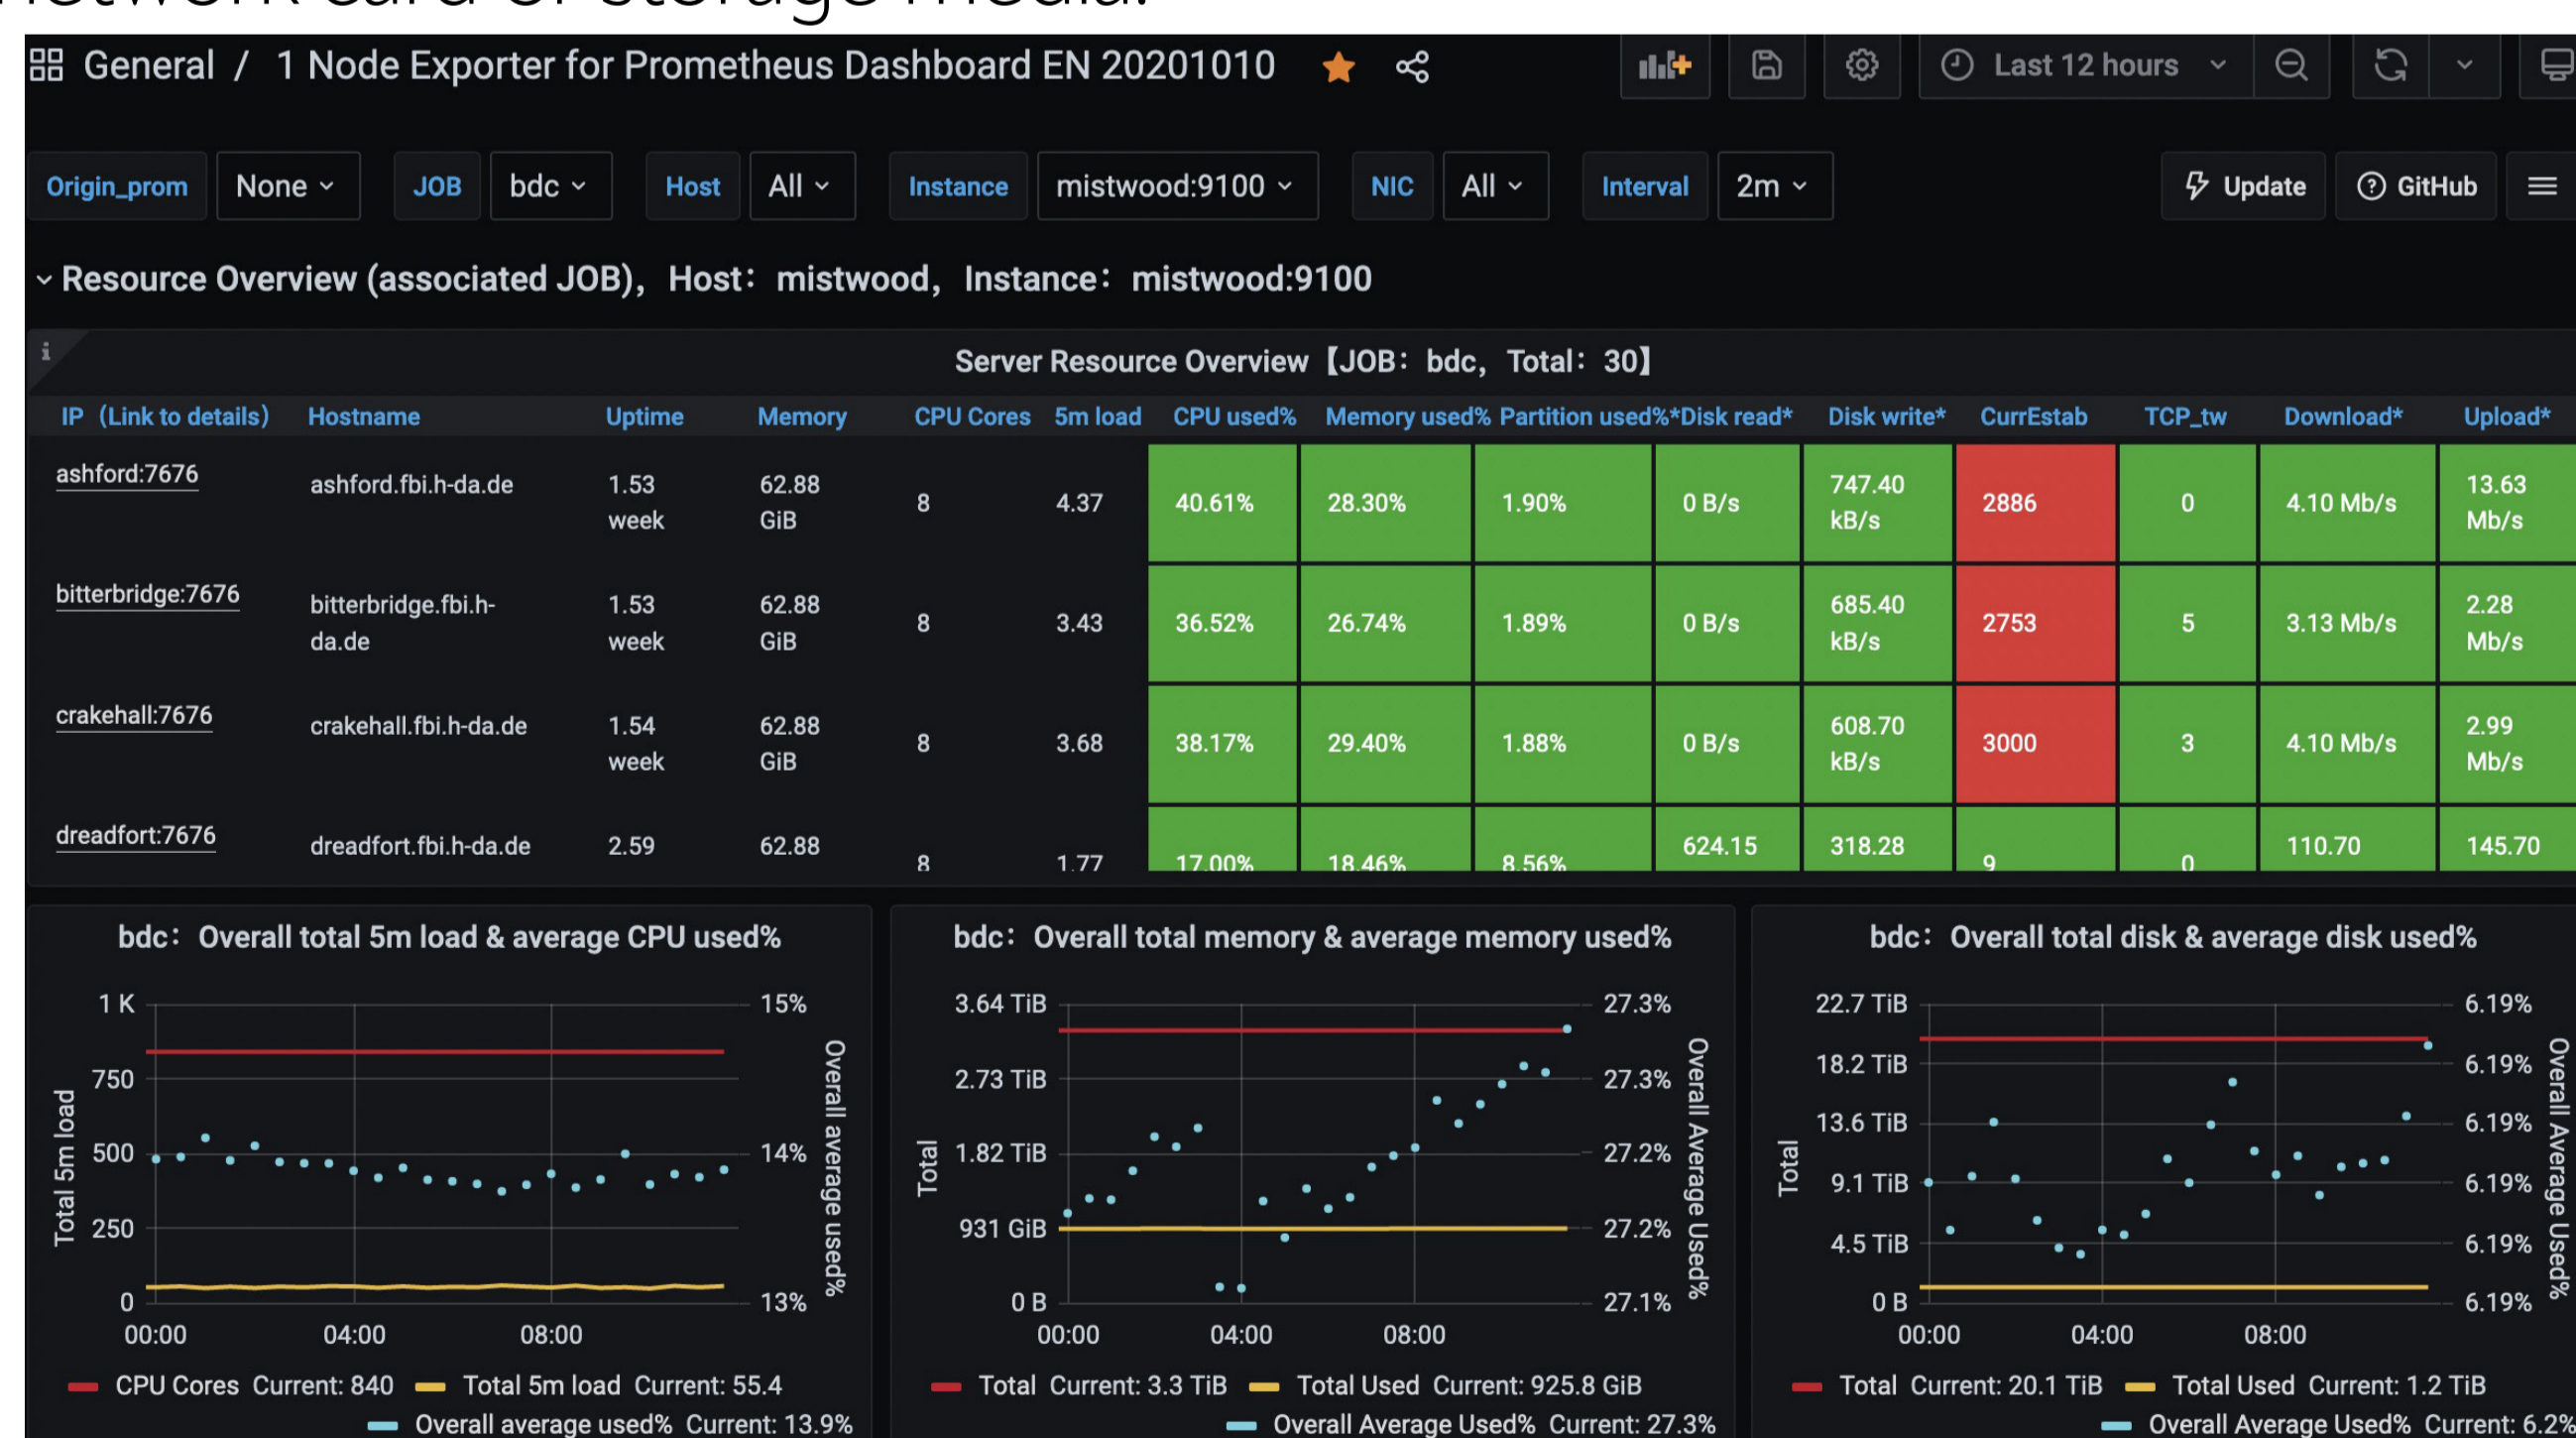 network card or storage media.
General / 1 Node Exporter for Prometheus Dashboard EN 20201010 Last 12 hours
Origin_prom None JOB bdc Host All Instance mistwood:9100 NIC All Interval 2m Update GitHub
Resource Overview (associated JOB)，Host：mistwood，Instance：mistwood:9100
i
Server Resource Overview【JOB：bdc，Total：30】
IP（Link to details) Hostname Uptime Memory CPU Cores 5m load CPU used% Memory used% Partition used%* Disk read* Disk write* CurrEstab TCP_tw Download* Upload*
ashford:7676 ashford.fbi.h-da.de 1.53 week 62.88 GiB 8 4.37 40.61% 28.30% 1.90% 0 B/s 747.40 kB/s 2886 0 4.10 Mb/s 13.63 Mb/s
bitterbridge:7676 bitterbridge.fbi.h-da.de 1.53 week 62.88 GiB 8 3.43 36.52% 26.74% 1.89% 0 B/s 685.40 kB/s 2753 5 3.13 Mb/s 2.28 Mb/s
crakehall:7676 crakehall.fbi.h-da.de 1.54 week 62.88 GiB 8 3.68 38.17% 29.40% 1.88% 0 B/s 608.70 kB/s 3000 3 4.10 Mb/s 2.99 Mb/s
dreadfort:7676 dreadfort.fbi.h-da.de 2.59 62.88 8 1.77 17.00% 18.46% 8.56% 624.15 318.28 9 0 110.70 145.70
bdc：Overall total 5m load & average CPU used%
1 K 15%
750
500 14%
250
0 13%
Total 5m load
Overall average used%
00:00 04:00 08:00
CPU Cores Current: 840 Total 5m load Current: 55.4
Overall average used% Current: 13.9%
bdc：Overall total memory & average memory used%
3.64 TiB 27.3%
2.73 TiB 27.3%
1.82 TiB 27.2%
931 GiB 27.2%
0 B 27.1%
Total
Overall Average Used%
00:00 04:00 08:00
Total Current: 3.3 TiB Total Used Current: 925.8 GiB
Overall Average Used% Current: 27.3%
bdc：Overall total disk & average disk used%
22.7 TiB 6.19%
18.2 TiB 6.19%
13.6 TiB 6.19%
9.1 TiB 6.19%
4.5 TiB 6.19%
0 B 6.19%
Total
Overall Average Used%
00:00 04:00 08:00
Total Current: 20.1 TiB Total Used Current: 1.2 TiB
Overall Average Used% Current: 6.2%